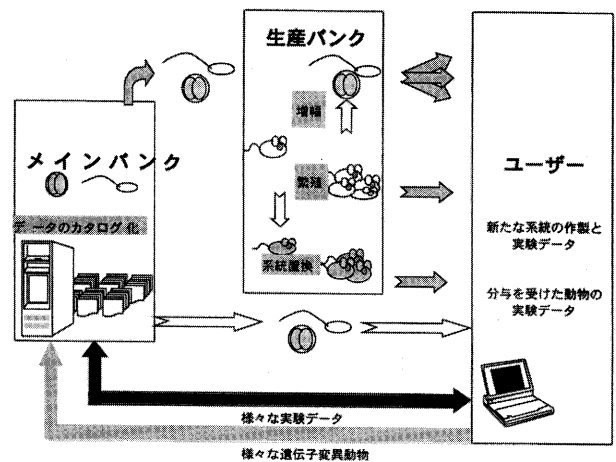 生産バンク
増幅
メインバンク
繁殖
データのカタログ化
系統置換
ユーザー
新たな系統の作製と
実験データ
分与を受けた動物の
実験データ
様々な実験データ
様々な遺伝子変異動物